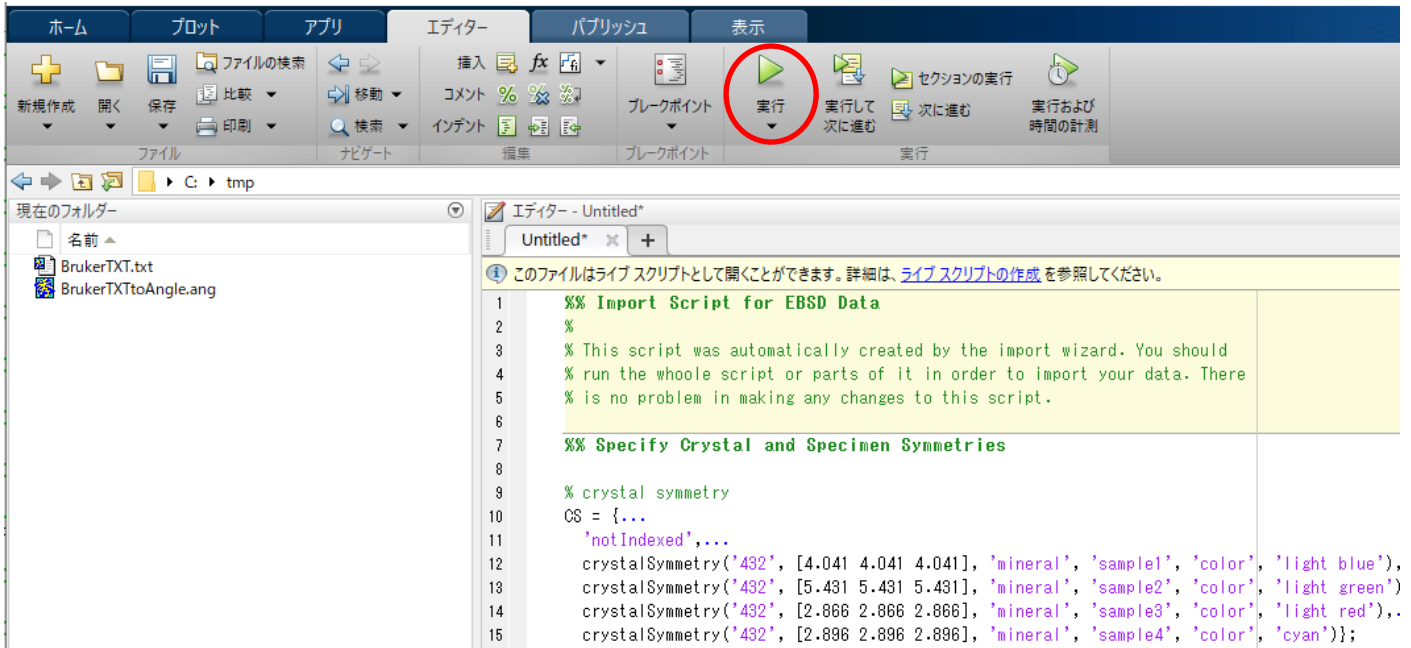 ホーム プロット アプリ エディター パブリッシュ 表示
新規作成 開く 保存 ファイルの検索 比較 印刷
移動 検索
挿入 fx fi
コメント % %
インデント
ブレークポイント
実行
実行して
次に進む
セクションの実行
次に進む
実行および
時間の計測
ファイル ナビゲート 編集 ブレークポイント 実行
C: tmp
現在のフォルダー
名前
BrukerTXT.txt
BrukerTXTtoAngle.ang
エディター - Untitled*
Untitled* × +
このファイルはライブ スクリプトとして開くことができます。詳細は、ライブ スクリプトの作成 を参照してください。
1 %% Import Script for EBSD Data
2 %
3 % This script was automatically created by the import wizard. You should
4 % run the whoole script or parts of it in order to import your data. There
5 % is no problem in making any changes to this script.
6
7 %% Specify Crystal and Specimen Symmetries
8
9 % crystal symmetry
10 CS = {...
11 'notIndexed',...
12 crystalSymmetry('432', [4.041 4.041 4.041], 'mineral', 'sample1', 'color', 'light blue'),
13 crystalSymmetry('432', [5.431 5.431 5.431], 'mineral', 'sample2', 'color', 'light green')
14 crystalSymmetry('432', [2.866 2.866 2.866], 'mineral', 'sample3', 'color', 'light red'),.
15 crystalSymmetry('432', [2.896 2.896 2.896], 'mineral', 'sample4', 'color', 'cyan')};